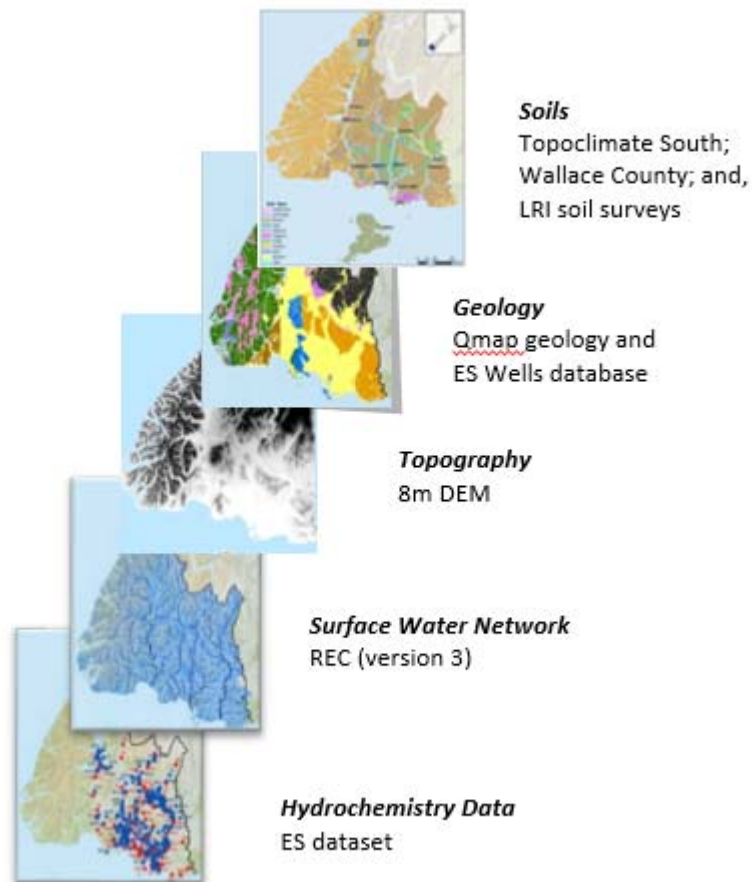 Soils
Topoclimate South;
Wallace County; and,
LRI soil surveys
Geology
Qmap geology and
ES Wells database
Topography
8m DEM
Surface Water Network
REC (version 3)
Hydrochemistry Data
ES dataset